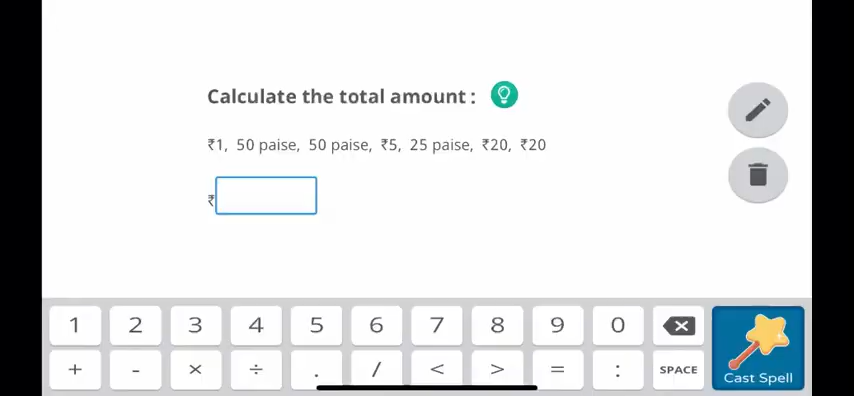 Calculate the total amount :
₹1, 50 paise, 50 paise, ₹5, 25 paise, ₹20, ₹20
₹
1 2 3 4 5 6 7 8 9 0
+ - × ÷ . / < > = : SPACE
Cast Spell